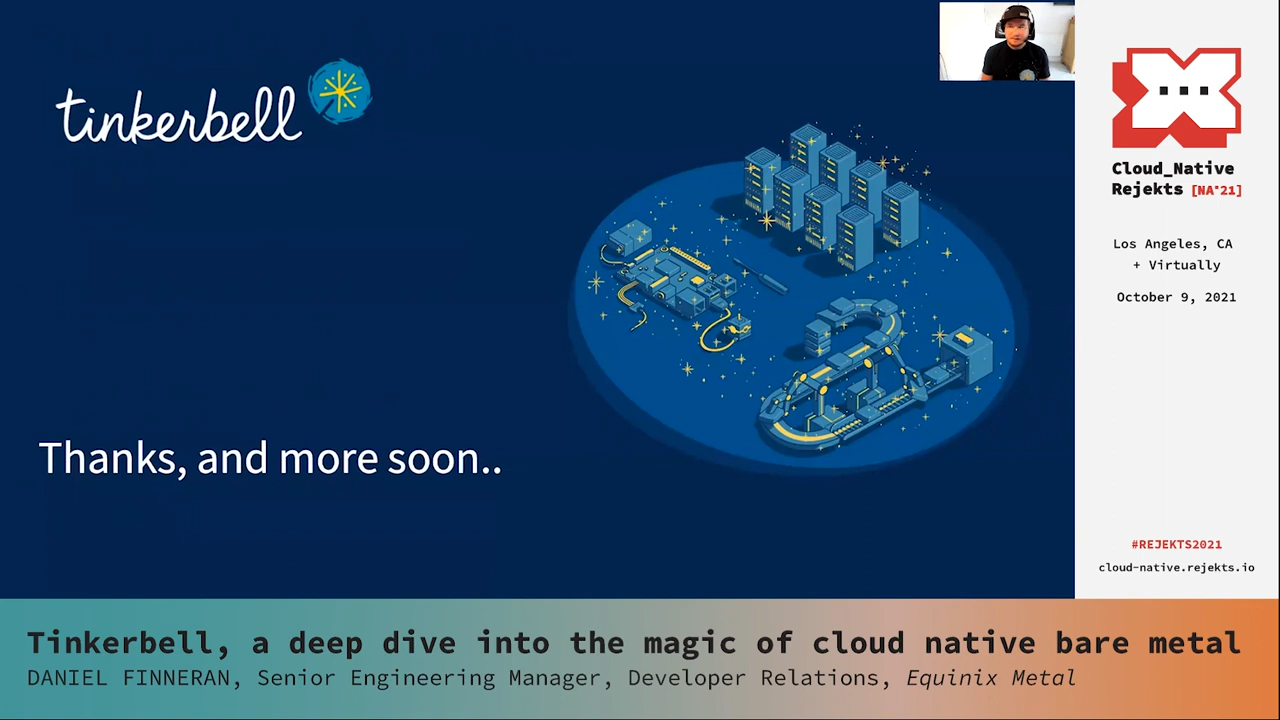 tinkerbell
Thanks, and more soon..
Cloud_Native
Rejekts [NA'21]
Los Angeles, CA
+ Virtually
October 9, 2021
#REJEKTS2021
cloud-native.rejekts.io
Tinkerbell, a deep dive into the magic of cloud native bare metal
DANIEL FINNERAN, Senior Engineering Manager, Developer Relations, Equinix Metal